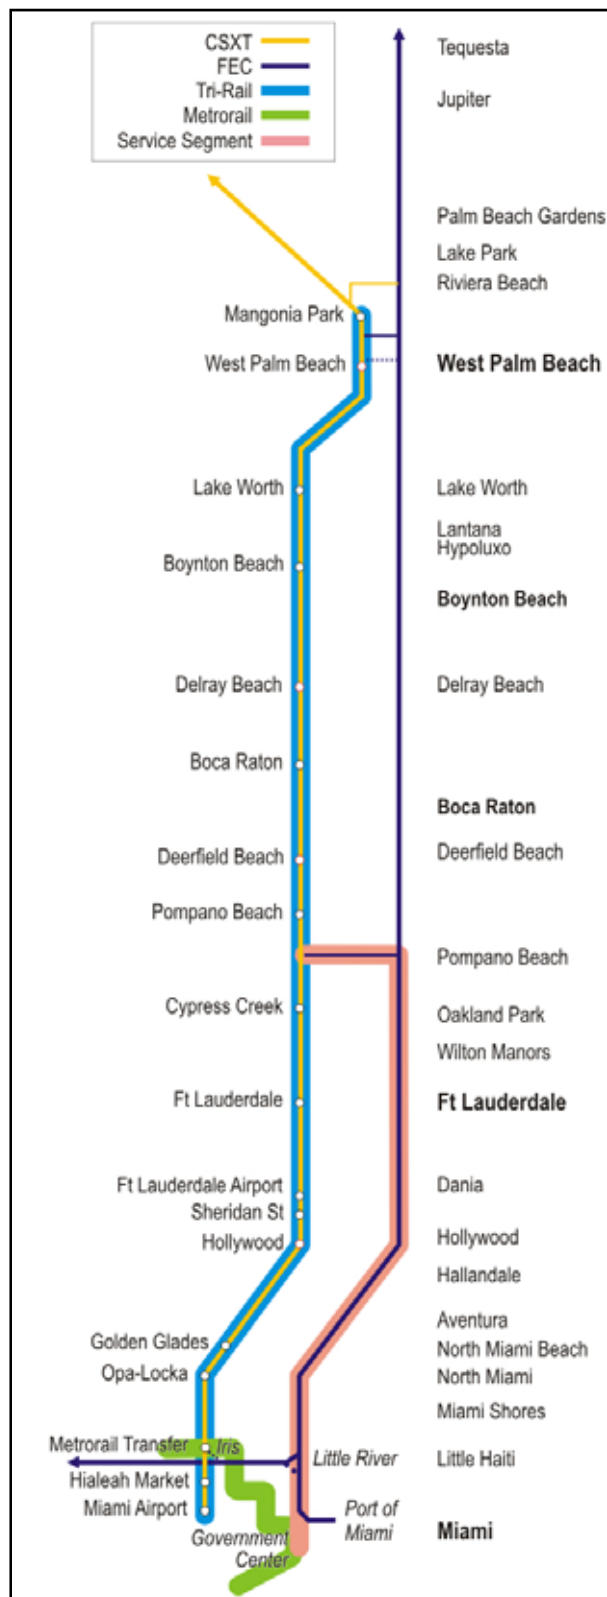 CSXT
FEC
Tri-Rail
Metrorail
Service Segment
Tequesta
Jupiter
Palm Beach Gardens
Lake Park
Riviera Beach
Mangonia Park
West Palm Beach
West Palm Beach
Lake Worth
Lake Worth
Lantana
Hypoluxo
Boynton Beach
Boynton Beach
Delray Beach
Delray Beach
Boca Raton
Boca Raton
Deerfield Beach
Deerfield Beach
Pompano Beach
Pompano Beach
Cypress Creek
Oakland Park
Wilton Manors
Ft Lauderdale
Ft Lauderdale
Ft Lauderdale Airport
Dania
Sheridan St
Hollywood
Hollywood
Hallandale
Aventura
Golden Glades
North Miami Beach
Opa-Locka
North Miami
Miami Shores
Metrorail Transfer
Iris
Little River
Little Haiti
Hialeah Market
Miami Airport
Port of
Miami
Miami
Government
Center